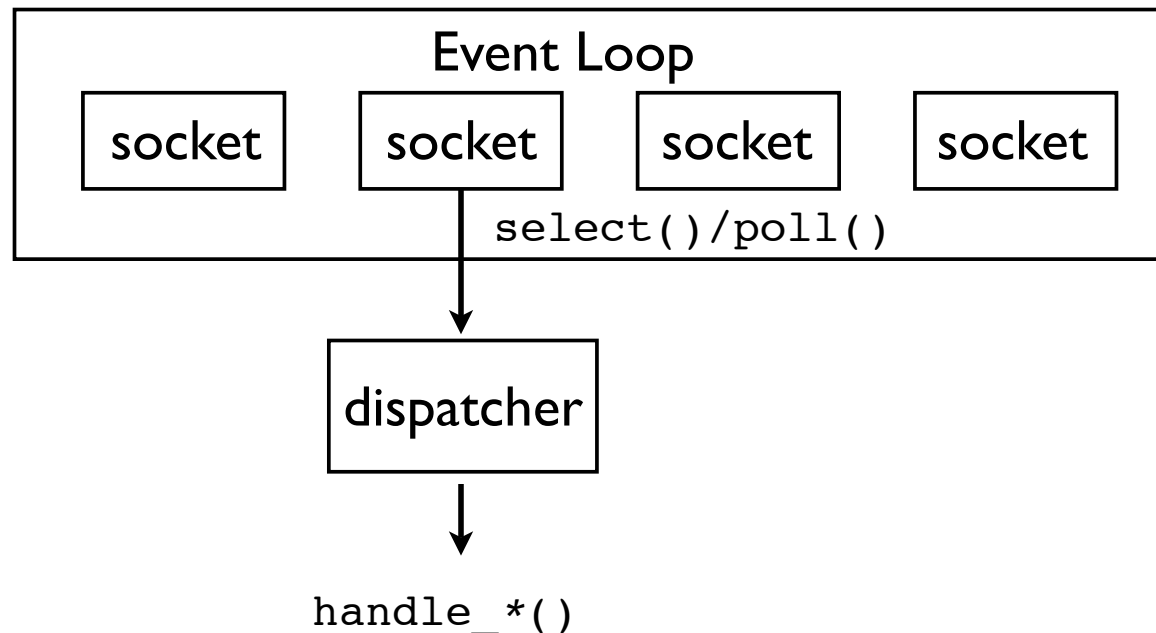 Event Loop
socket socket socket socket
select()/poll()
dispatcher
handle_*()